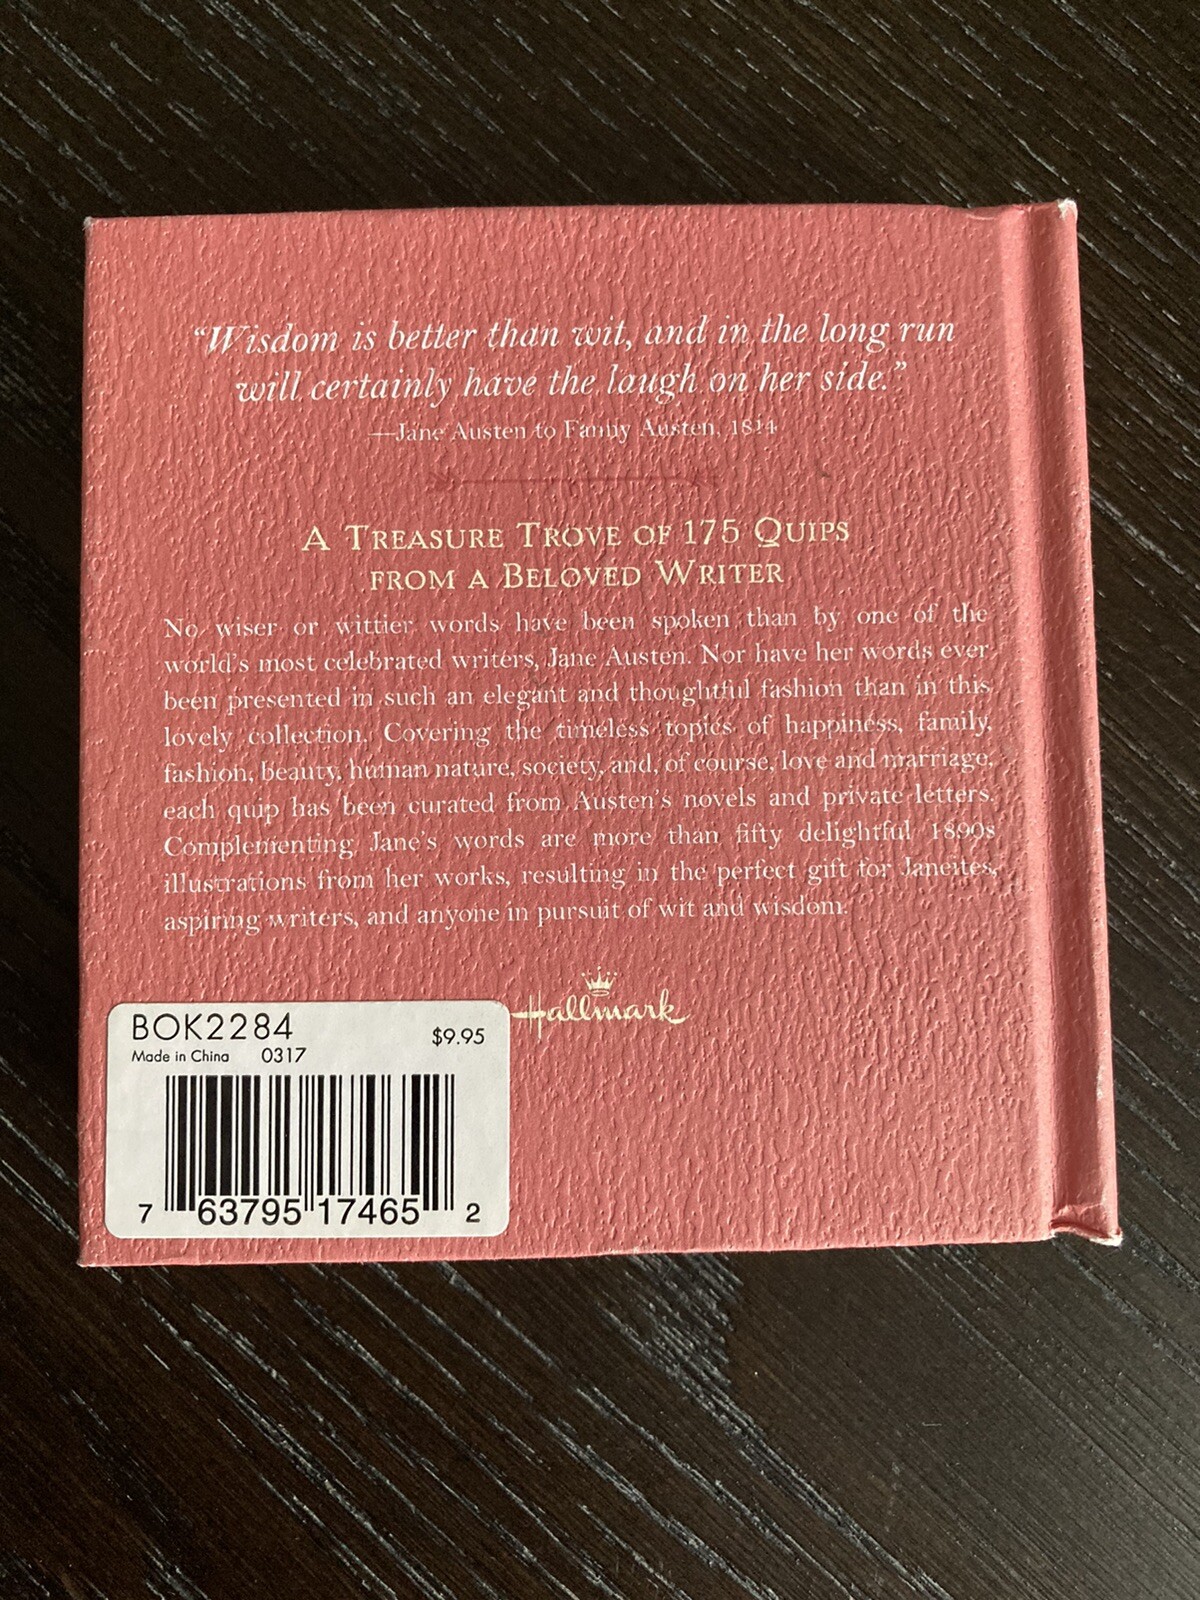 “Wisdom is better than wit, and in the long run
will certainly have the laugh on her side.”
—Jane Austen to Fanny Austen, 1814
A Treasure Trove of 175 Quips
from a Beloved Writer
No wiser or wittier words have been spoken than by one of the
world’s most celebrated writers, Jane Austen. Nor have her words ever
been presented in such an elegant and thoughtful fashion than in this
lovely collection. Covering the timeless topics of happiness, family,
fashion, beauty, human nature, society, and, of course, love and marriage,
each quip has been curated from Austen’s novels and private letters.
Complementing Jane’s words are more than fifty delightful 1890s
illustrations from her works, resulting in the perfect gift for Janeites,
aspiring writers, and anyone in pursuit of wit and wisdom.
Hallmark
BOK2284 $9.95
Made in China 0317
7 63795 17465 2